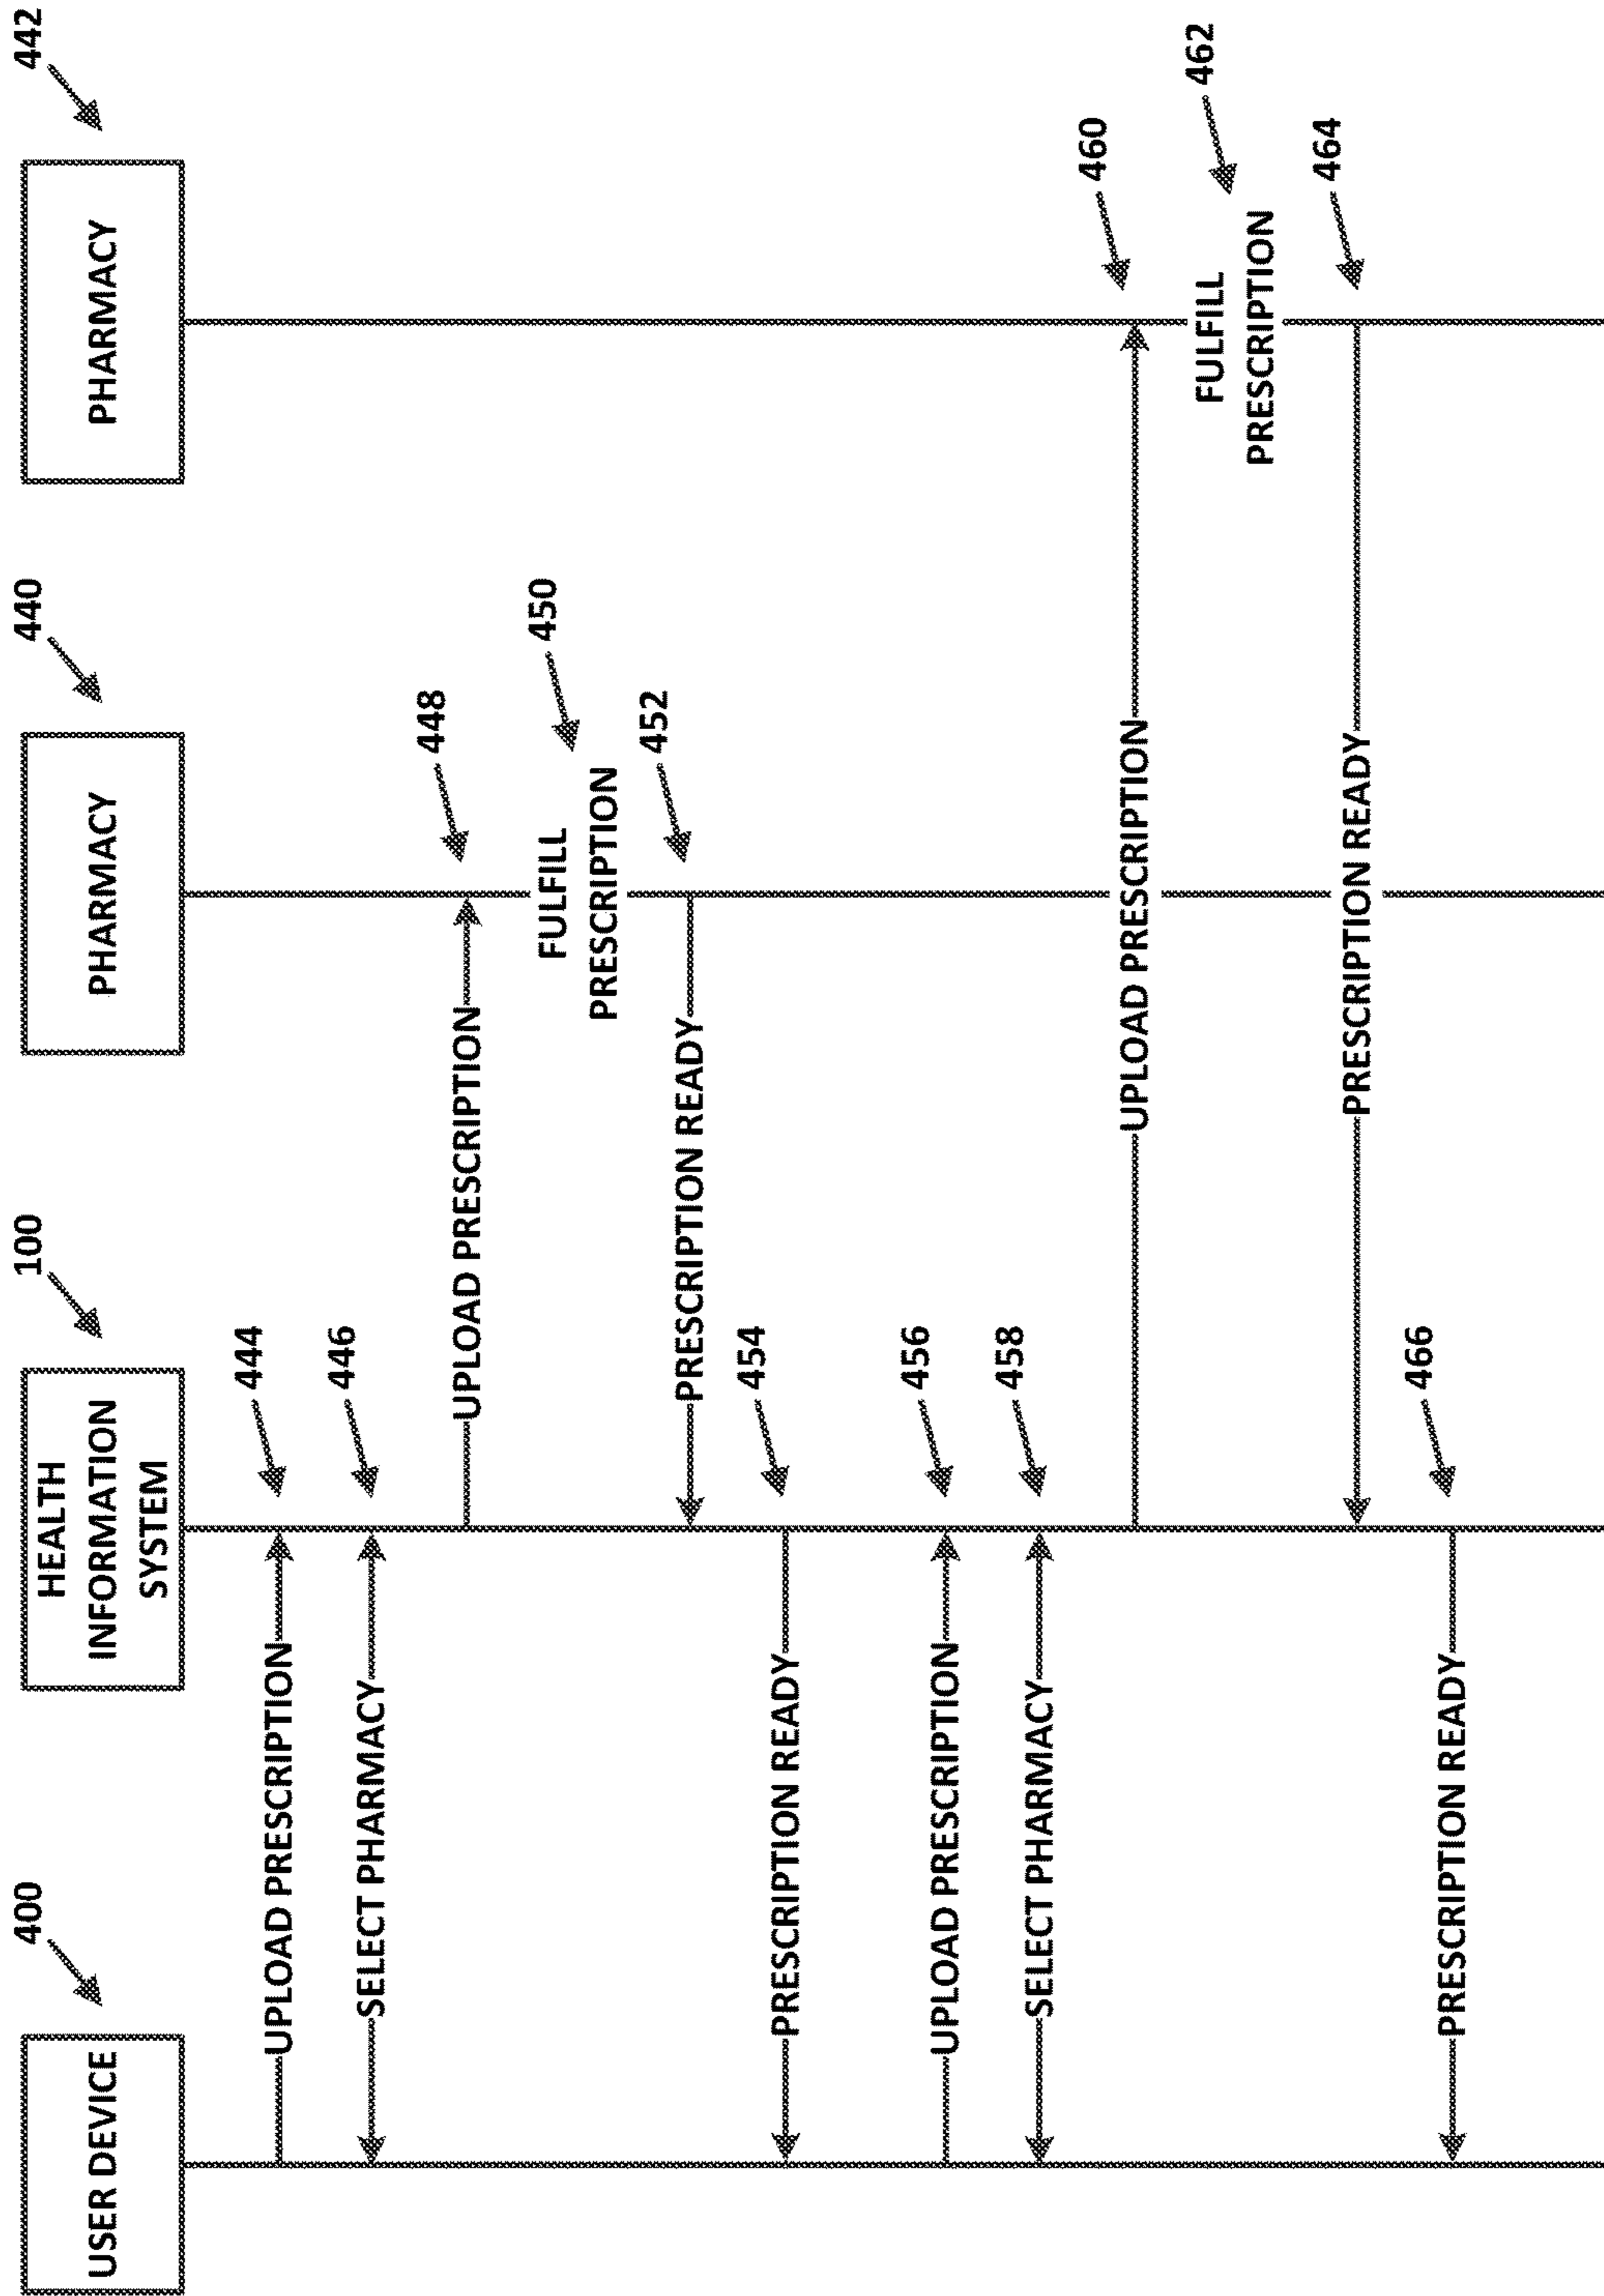 400
USER DEVICE
100
HEALTH
INFORMATION
SYSTEM
440
PHARMACY
442
PHARMACY
444
UPLOAD PRESCRIPTION
446
SELECT PHARMACY
448
UPLOAD PRESCRIPTION
450
FULFILL
PRESCRIPTION
452
PRESCRIPTION READY
454
PRESCRIPTION READY
456
UPLOAD PRESCRIPTION
458
SELECT PHARMACY
460
UPLOAD PRESCRIPTION
462
FULFILL
PRESCRIPTION
464
PRESCRIPTION READY
466
PRESCRIPTION READY